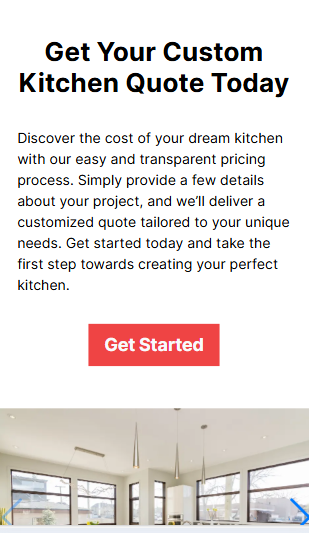 Get Your Custom
Kitchen Quote Today
Discover the cost of your dream kitchen
with our easy and transparent pricing
process. Simply provide a few details
about your project, and we’ll deliver a
customized quote tailored to your unique
needs. Get started today and take the
first step towards creating your perfect
kitchen.
Get Started